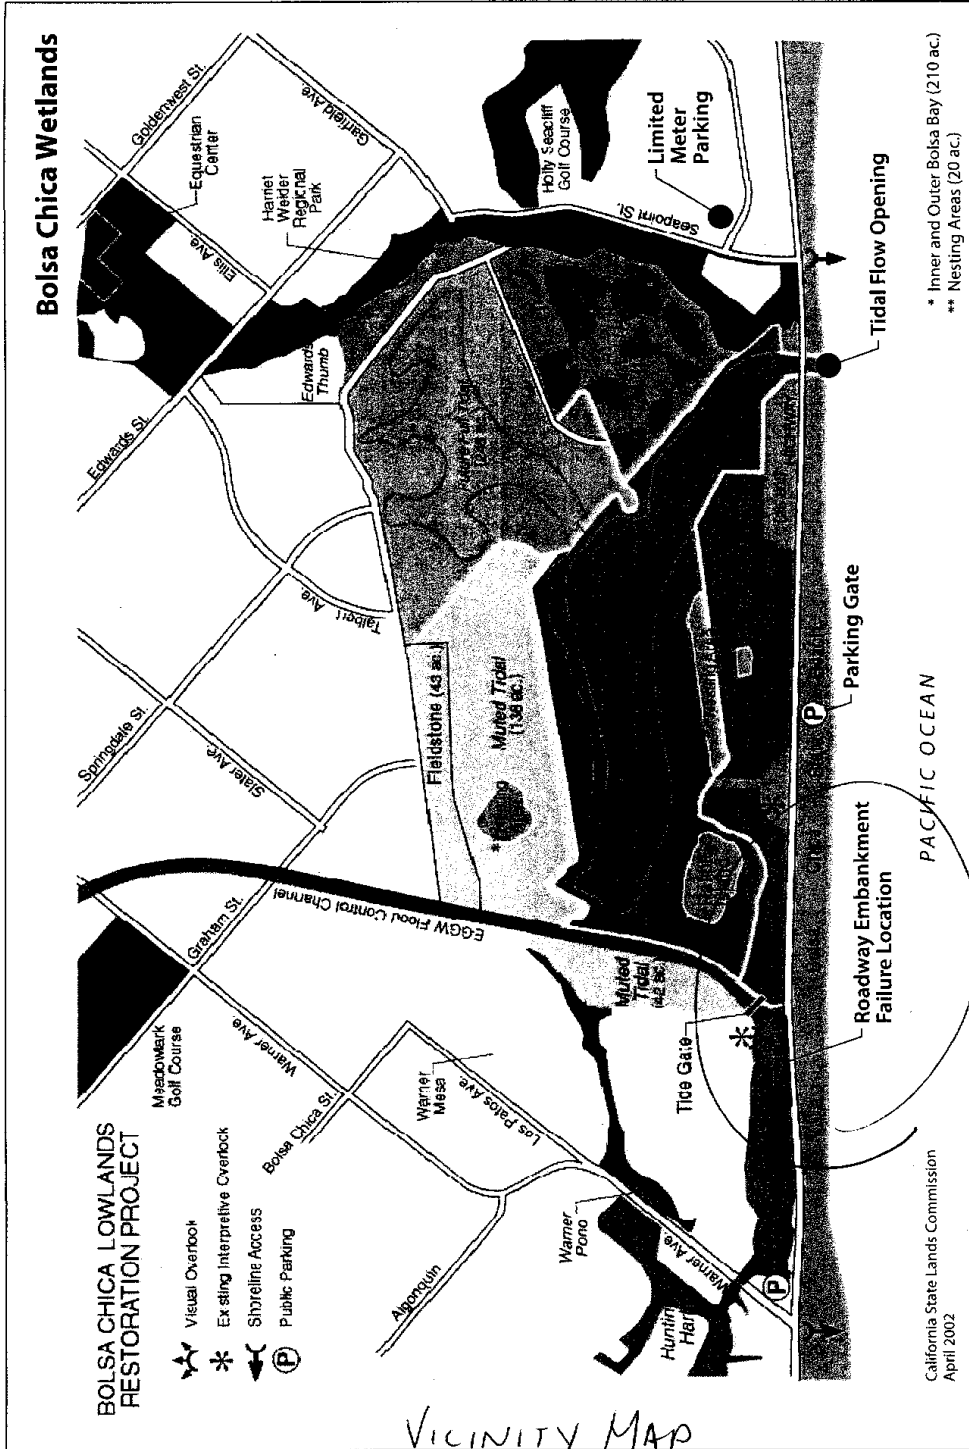 Bolsa Chica Wetlands
BOLSA CHICA LOWLANDS
RESTORATION PROJECT
Visual Overlook
Existing Interpretive Overlook
Shoreline Access
P Public Parking
Meadowlark
Golf Course
Graham St.
Springdale St.
Edwards St.
Goldenwest St.
Equestrian
Center
Ellis Ave
Garfield Ave.
Harriet
Weider
Regional
Park
Edwards
Thumb
Talbert Ave.
Slater Ave.
Warner Ave.
Bolsa Chica St.
Algonquin
Los Patos Ave.
Warner
Mesa
Warner
Pond
Warner Ave.
EGGW Flood Control Channel
Fieldstone (43 ac.)
Muted Tidal
(138 ac.)
Muted
Tidal
(42 ac.)
Holly Seacliff
Golf Course
Limited
Meter
Parking
Seapoint St.
Tide Gate
P
P
Tidal Flow Opening
Parking Gate
Roadway Embankment
Failure Location
PACIFIC OCEAN
* Inner and Outer Bolsa Bay (210 ac.)
** Nesting Areas (20 ac.)
California State Lands Commission
April 2002
VICINITY MAP